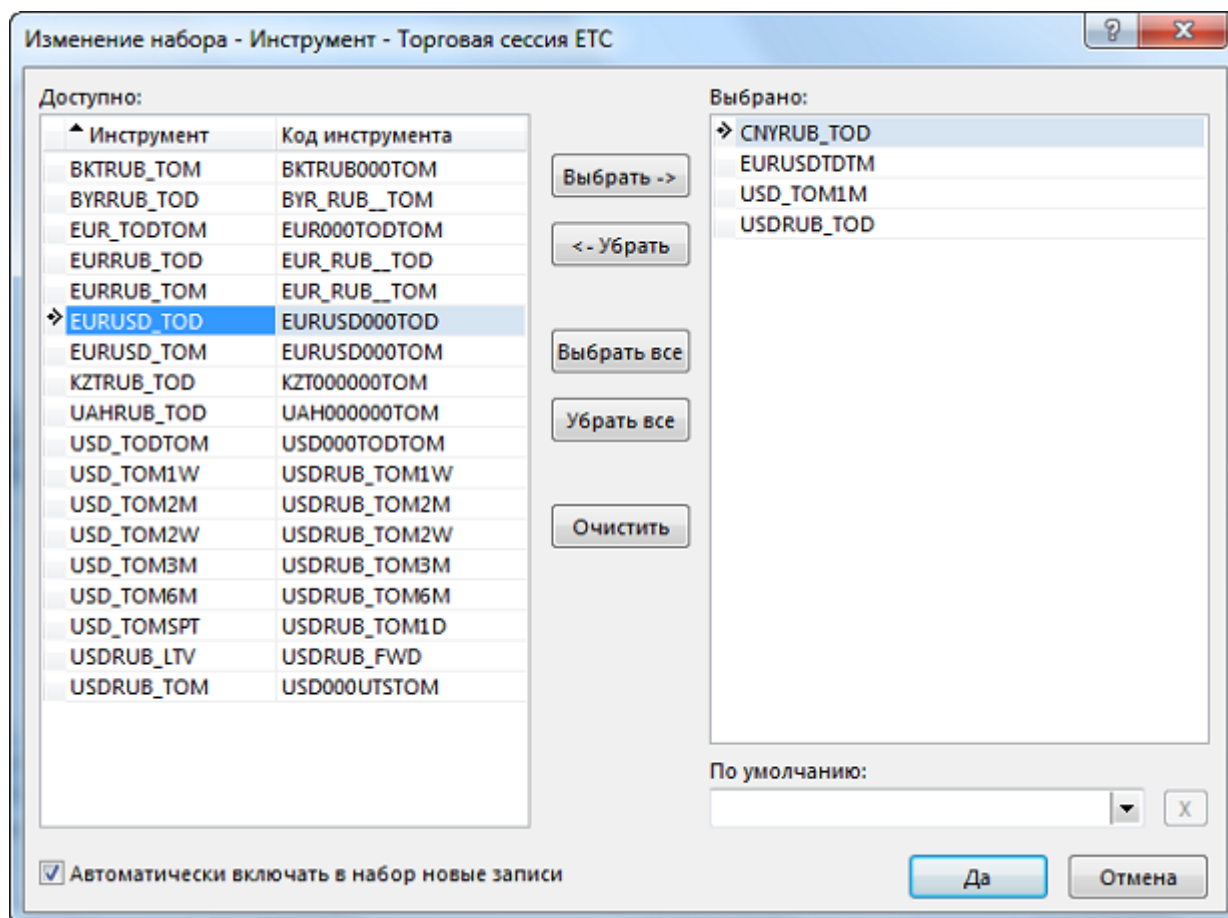 Изменение набора - Инструмент - Торговая сессия ЕТС
Доступно:
Инструмент Код инструмента
BKTRUB_TOM BKTRUB000TOM
BYRRUB_TOD BYR_RUB__TOM
EUR_TODTOM EUR000TODTOM
EURRUB_TOD EUR_RUB__TOD
EURRUB_TOM EUR_RUB__TOM
EURUSD_TOD EURUSD000TOD
EURUSD_TOM EURUSD000TOM
KZTRUB_TOD KZT000000TOM
UAHRUB_TOD UAH000000TOM
USD_TODTOM USD000TODTOM
USD_TOM1W USDRUB_TOM1W
USD_TOM2M USDRUB_TOM2M
USD_TOM2W USDRUB_TOM2W
USD_TOM3M USDRUB_TOM3M
USD_TOM6M USDRUB_TOM6M
USD_TOMSPT USDRUB_TOM1D
USDRUB_LTV USDRUB_FWD
USDRUB_TOM USD000UTSTOM
Выбрать ->
<- Убрать
Выбрать все
Убрать все
Очистить
Выбрано:
CNYRUB_TOD
EURUSDTDTM
USD_TOM1M
USDRUB_TOD
По умолчанию:
X
Автоматически включать в набор новые записи
Да
Отмена